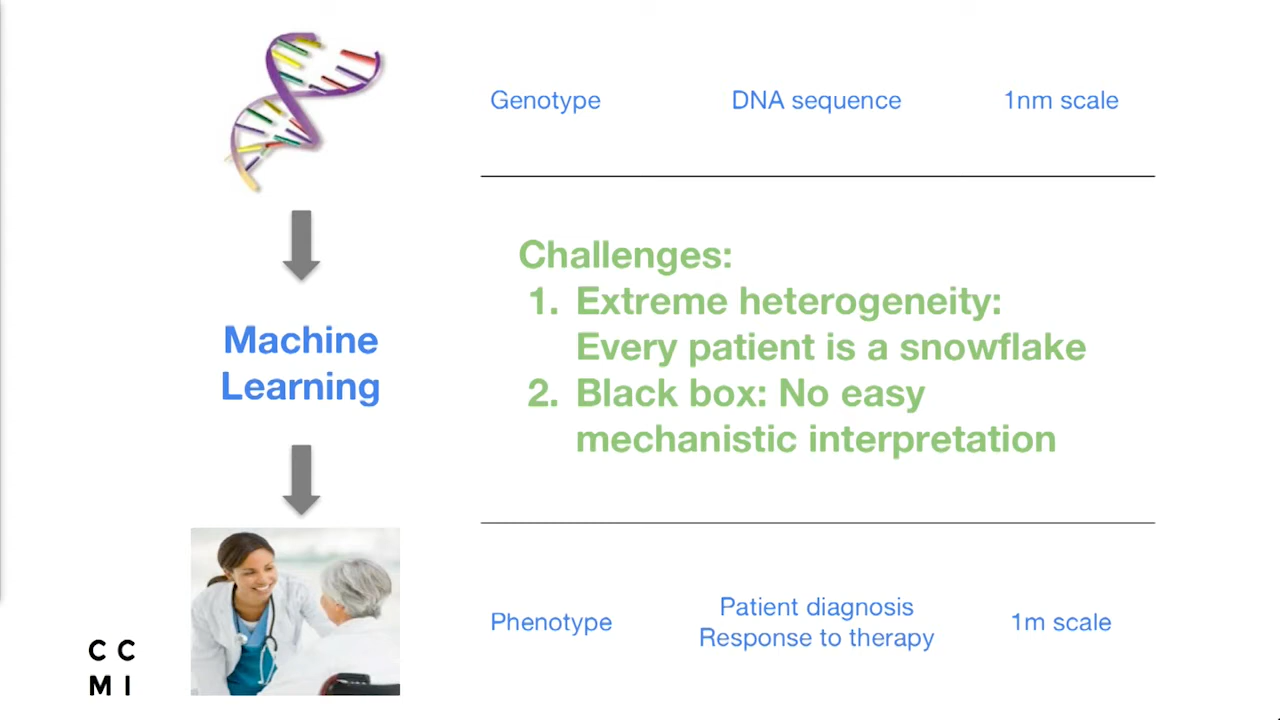 Genotype DNA sequence 1nm scale
Challenges:
1. Extreme heterogeneity:
Every patient is a snowflake
2. Black box: No easy
mechanistic interpretation
Machine
Learning
Phenotype
Patient diagnosis
Response to therapy
1m scale
C C
M I